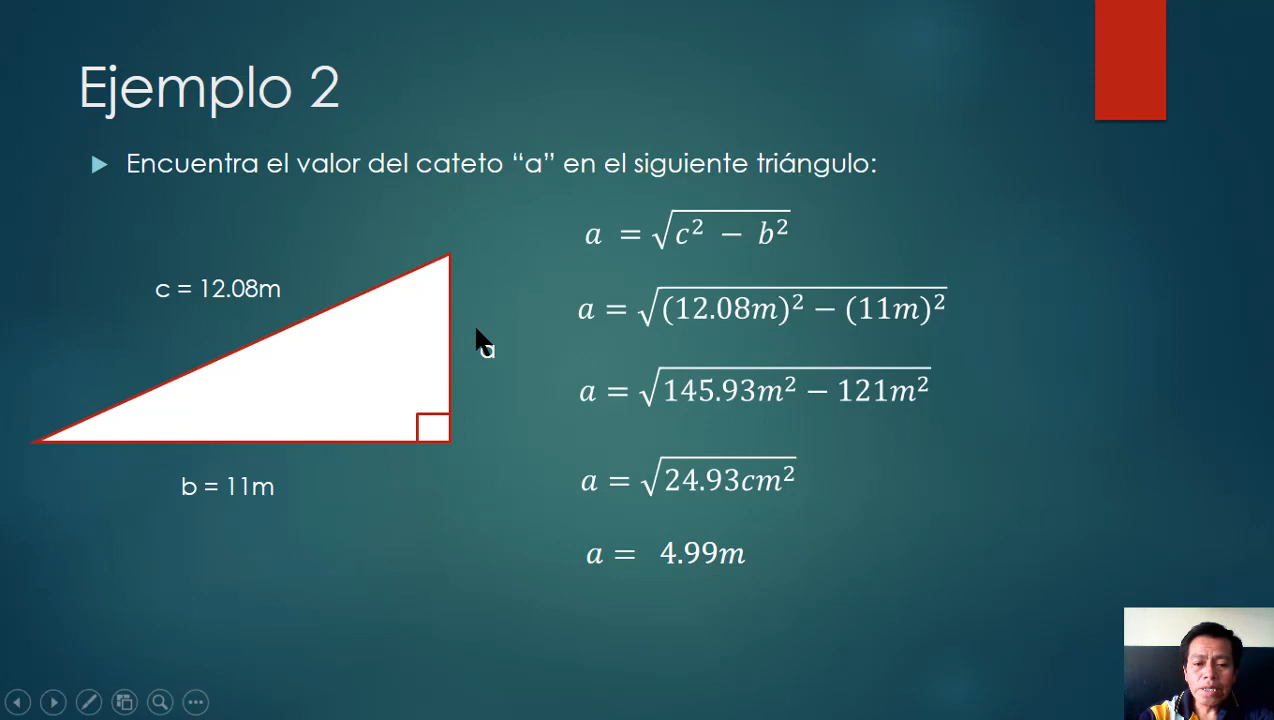 Ejemplo 2
Encuentra el valor del cateto “a” en el siguiente triángulo:
c = 12.08m
a
b = 11m
a = √(c² − b²)
a = √((12.08m)² − (11m)²)
a = √(145.93m² − 121m²)
a = √(24.93cm²)
a = 4.99m